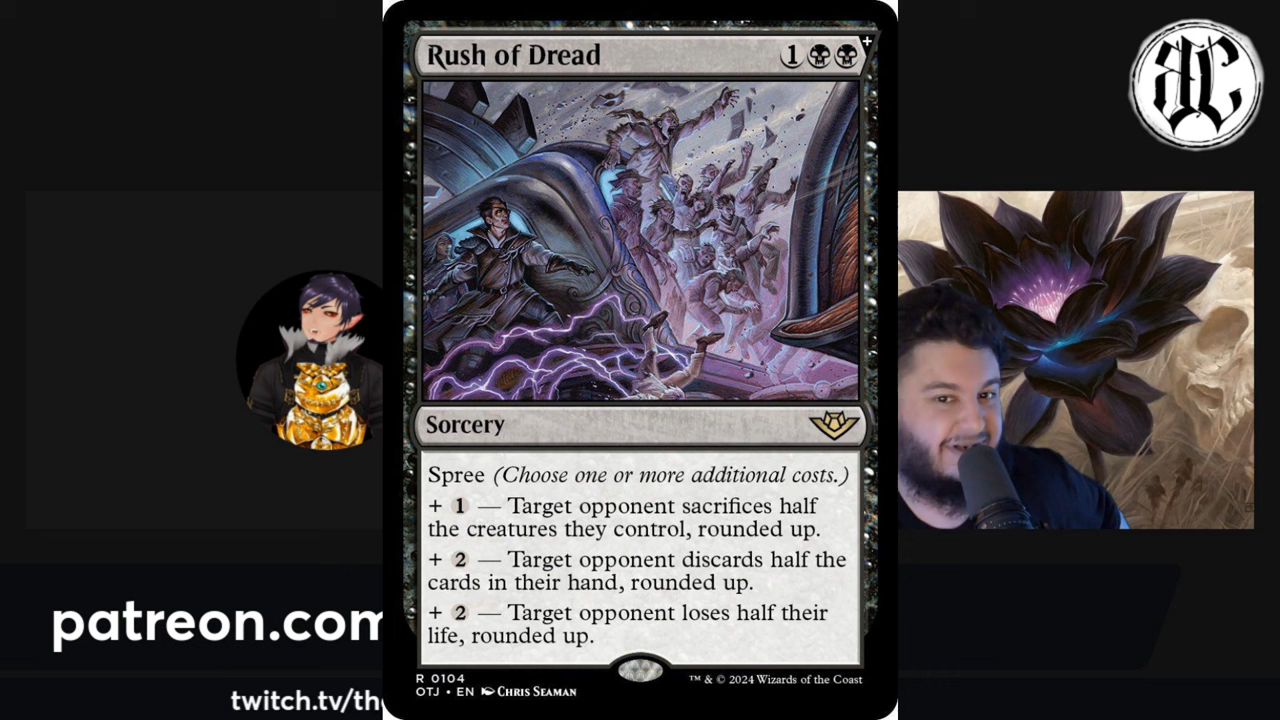 Rush of Dread 1
Sorcery
Spree (Choose one or more additional costs.)
+ 1 — Target opponent sacrifices half
the creatures they control, rounded up.
+ 2 — Target opponent discards half the
cards in their hand, rounded up.
+ 2 — Target opponent loses half their
life, rounded up.
R 0104
OTJ • EN CHRIS SEAMAN
™ & © 2024 Wizards of the Coast
patreon.com
twitch.tv/the